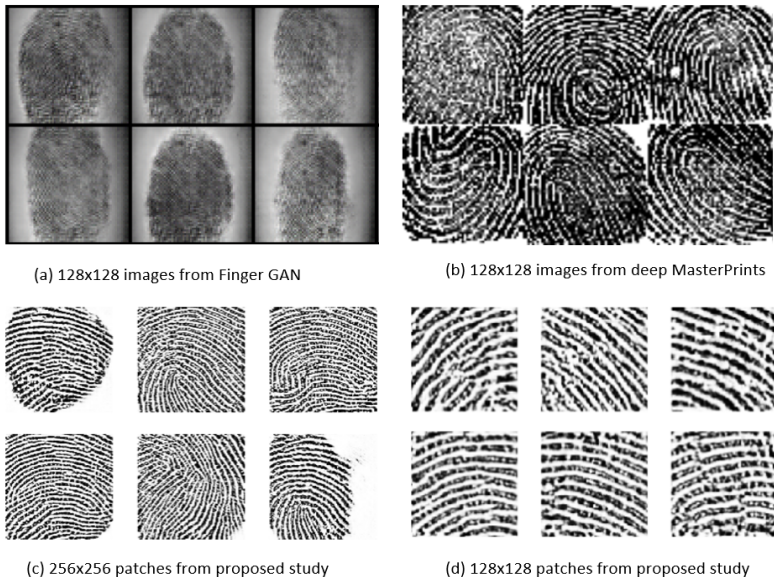 (a) 128x128 images from Finger GAN
(b) 128x128 images from deep MasterPrints
(c) 256x256 patches from proposed study
(d) 128x128 patches from proposed study